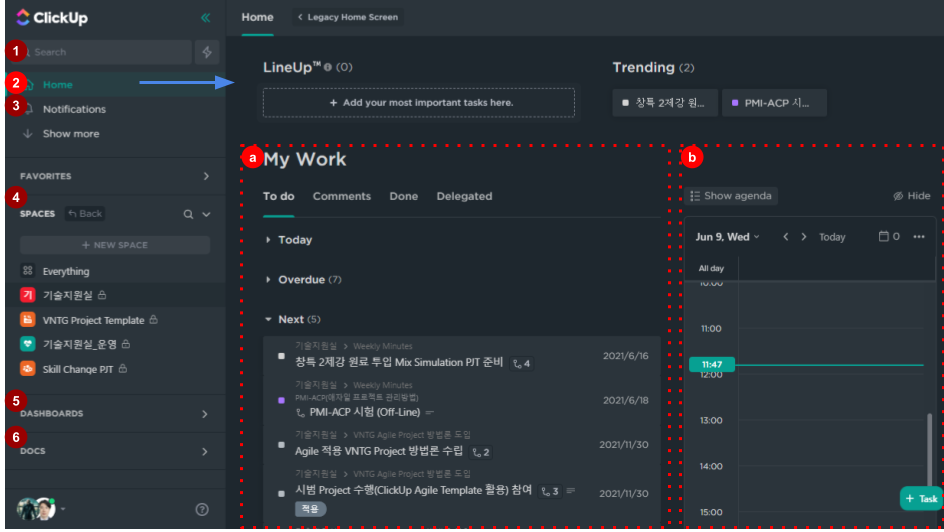 ClickUp
1
Search
2
Home
3
Notifications
Show more
FAVORITES
4
SPACES Back
+ NEW SPACE
Everything
기 기술지원실
VNTG Project Template
기술지원실_운영
Skill Change PJT
5
DASHBOARDS
6
DOCS
Home
Legacy Home Screen
LineUp™ (0)
+ Add your most important tasks here.
Trending (2)
창특 2제강 원...
PMI-ACP 시...
a My Work
To do Comments Done Delegated
Today
Overdue (7)
Next (5)
기술지원실 > Weekly Minutes
창특 2제강 원료 투입 Mix Simulation PJT 준비 4 2021/6/16
기술지원실 > Weekly Minutes
PMI-ACP(애자일 프로젝트 관리방법)
PMI-ACP 시험 (Off-Line) 2021/6/18
기술지원실 > VNTG Agile Project 방법론 도입
Agile 적용 VNTG Project 방법론 수립 2 2021/11/30
기술지원실 > VNTG Agile Project 방법론 도입
시범 Project 수행(ClickUp Agile Template 활용) 참여 3 2021/11/30
적용
b
Show agenda Hide
Jun 9, Wed < > Today 0 ...
All day
10:00
11:00
11:47
12:00
13:00
14:00
15:00
+ Task